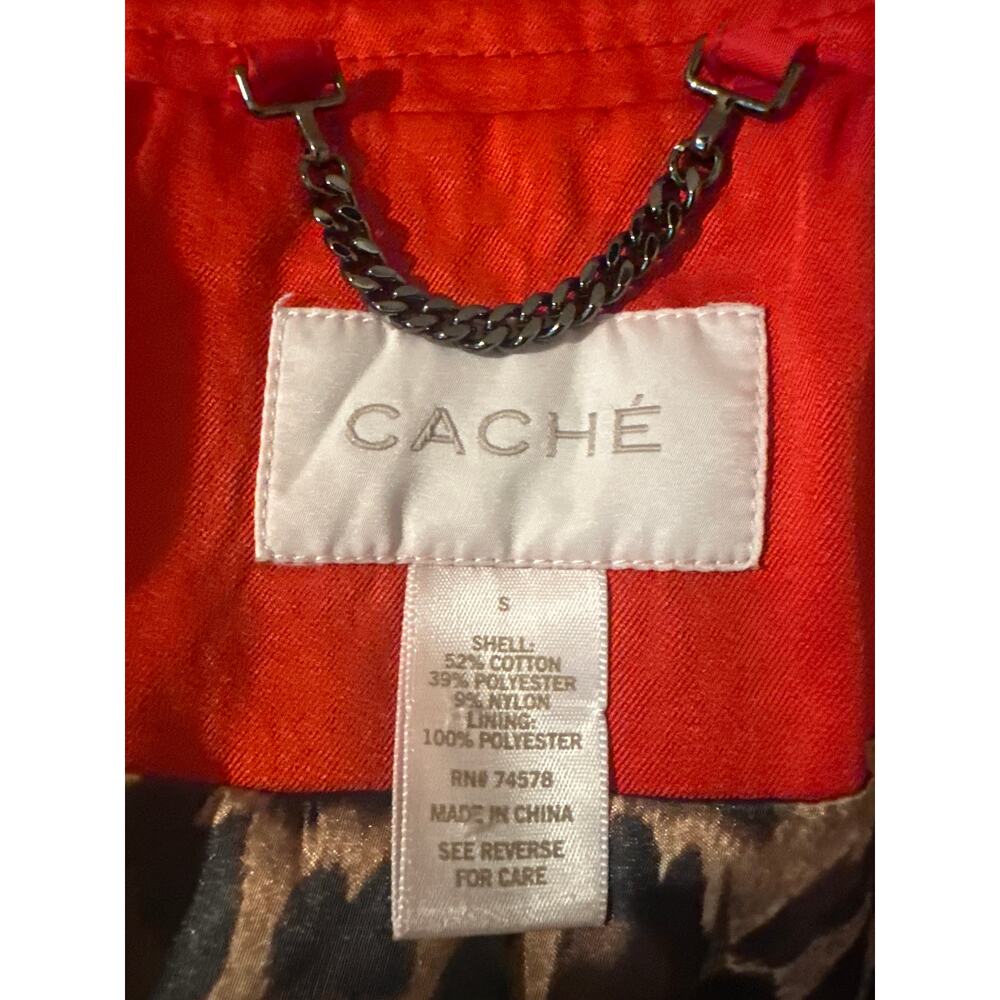 CACHÉ
S
SHELL:
52% COTTON
39% POLYESTER
9% NYLON
LINING:
100% POLYESTER
RN# 74578
MADE IN CHINA
SEE REVERSE
FOR CARE